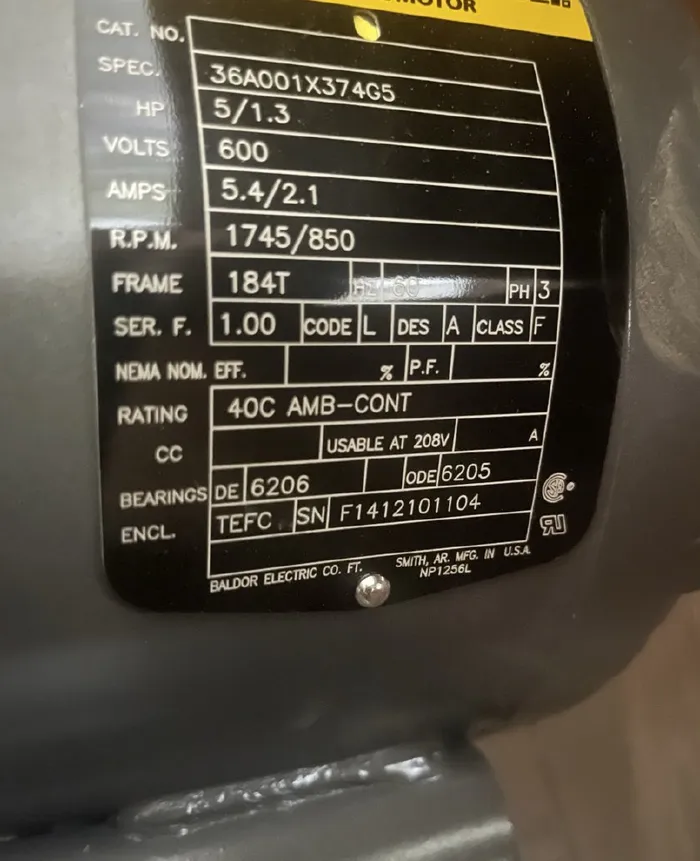 MOTOR
CAT. NO.
SPEC. 36A001X374G5
HP 5/1.3
VOLTS 600
AMPS 5.4/2.1
R.P.M. 1745/850
FRAME 184T HZ 60 PH 3
SER. F. 1.00 CODE L DES A CLASS F
NEMA NOM. EFF. % P.F. %
RATING 40C AMB-CONT
CC USABLE AT 208V A
BEARINGS DE 6206 ODE 6205
ENCL. TEFC SN F1412101104
BALDOR ELECTRIC CO. FT. SMITH, AR. MFG. IN U.S.A.
NP1256L